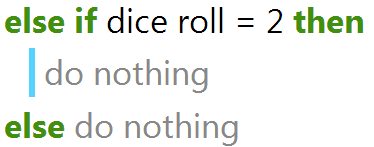 else if dice roll = 2 then
do nothing
else do nothing